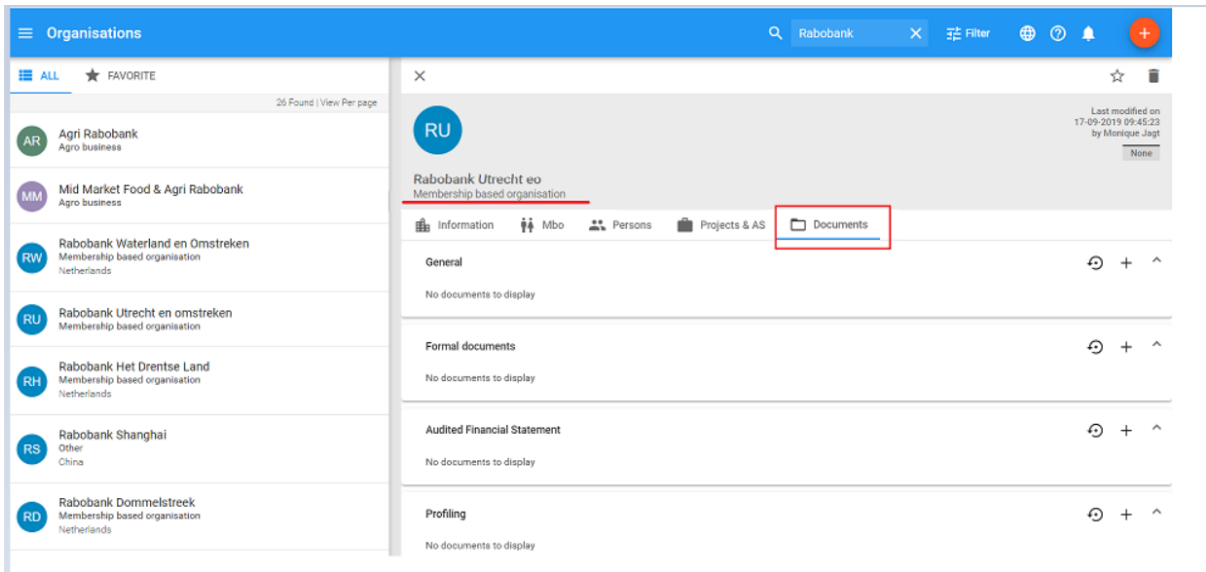 Organisations
Rabobank
Filter
ALL
FAVORITE
26 Found | View Per page
AR
Agri Rabobank
Agro business
MM
Mid Market Food & Agri Rabobank
Agro business
RW
Rabobank Waterland en Omstreken
Membership based organisation
Netherlands
RU
Rabobank Utrecht en omstreken
Membership based organisation
RH
Rabobank Het Drentse Land
Membership based organisation
Netherlands
RS
Rabobank Shanghai
Other
China
RD
Rabobank Dommelstreek
Membership based organisation
Netherlands
RU
Last modified on
17-09-2019 09:45:23
by Monique Jagt
None
Rabobank Utrecht eo
Membership based organisation
Information
Mbo
Persons
Projects & AS
Documents
General
No documents to display
Formal documents
No documents to display
Audited Financial Statement
No documents to display
Profiling
No documents to display